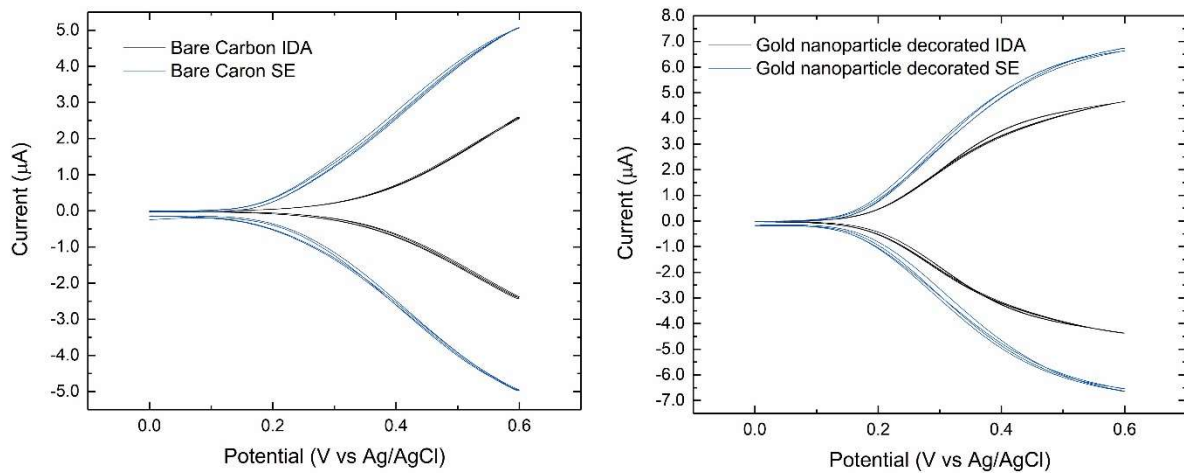 5.0
4.0
3.0
2.0
1.0
0.0
-1.0
-2.0
-3.0
-4.0
-5.0
Current (μA)
Bare Carbon IDA
Bare Caron SE
0.0 0.2 0.4 0.6
Potential (V vs Ag/AgCl)
8.0
7.0
6.0
5.0
4.0
3.0
2.0
1.0
0.0
-1.0
-2.0
-3.0
-4.0
-5.0
-6.0
-7.0
Current (μA)
Gold nanoparticle decorated IDA
Gold nanoparticle decorated SE
0.0 0.2 0.4 0.6
Potential (V vs Ag/AgCl)